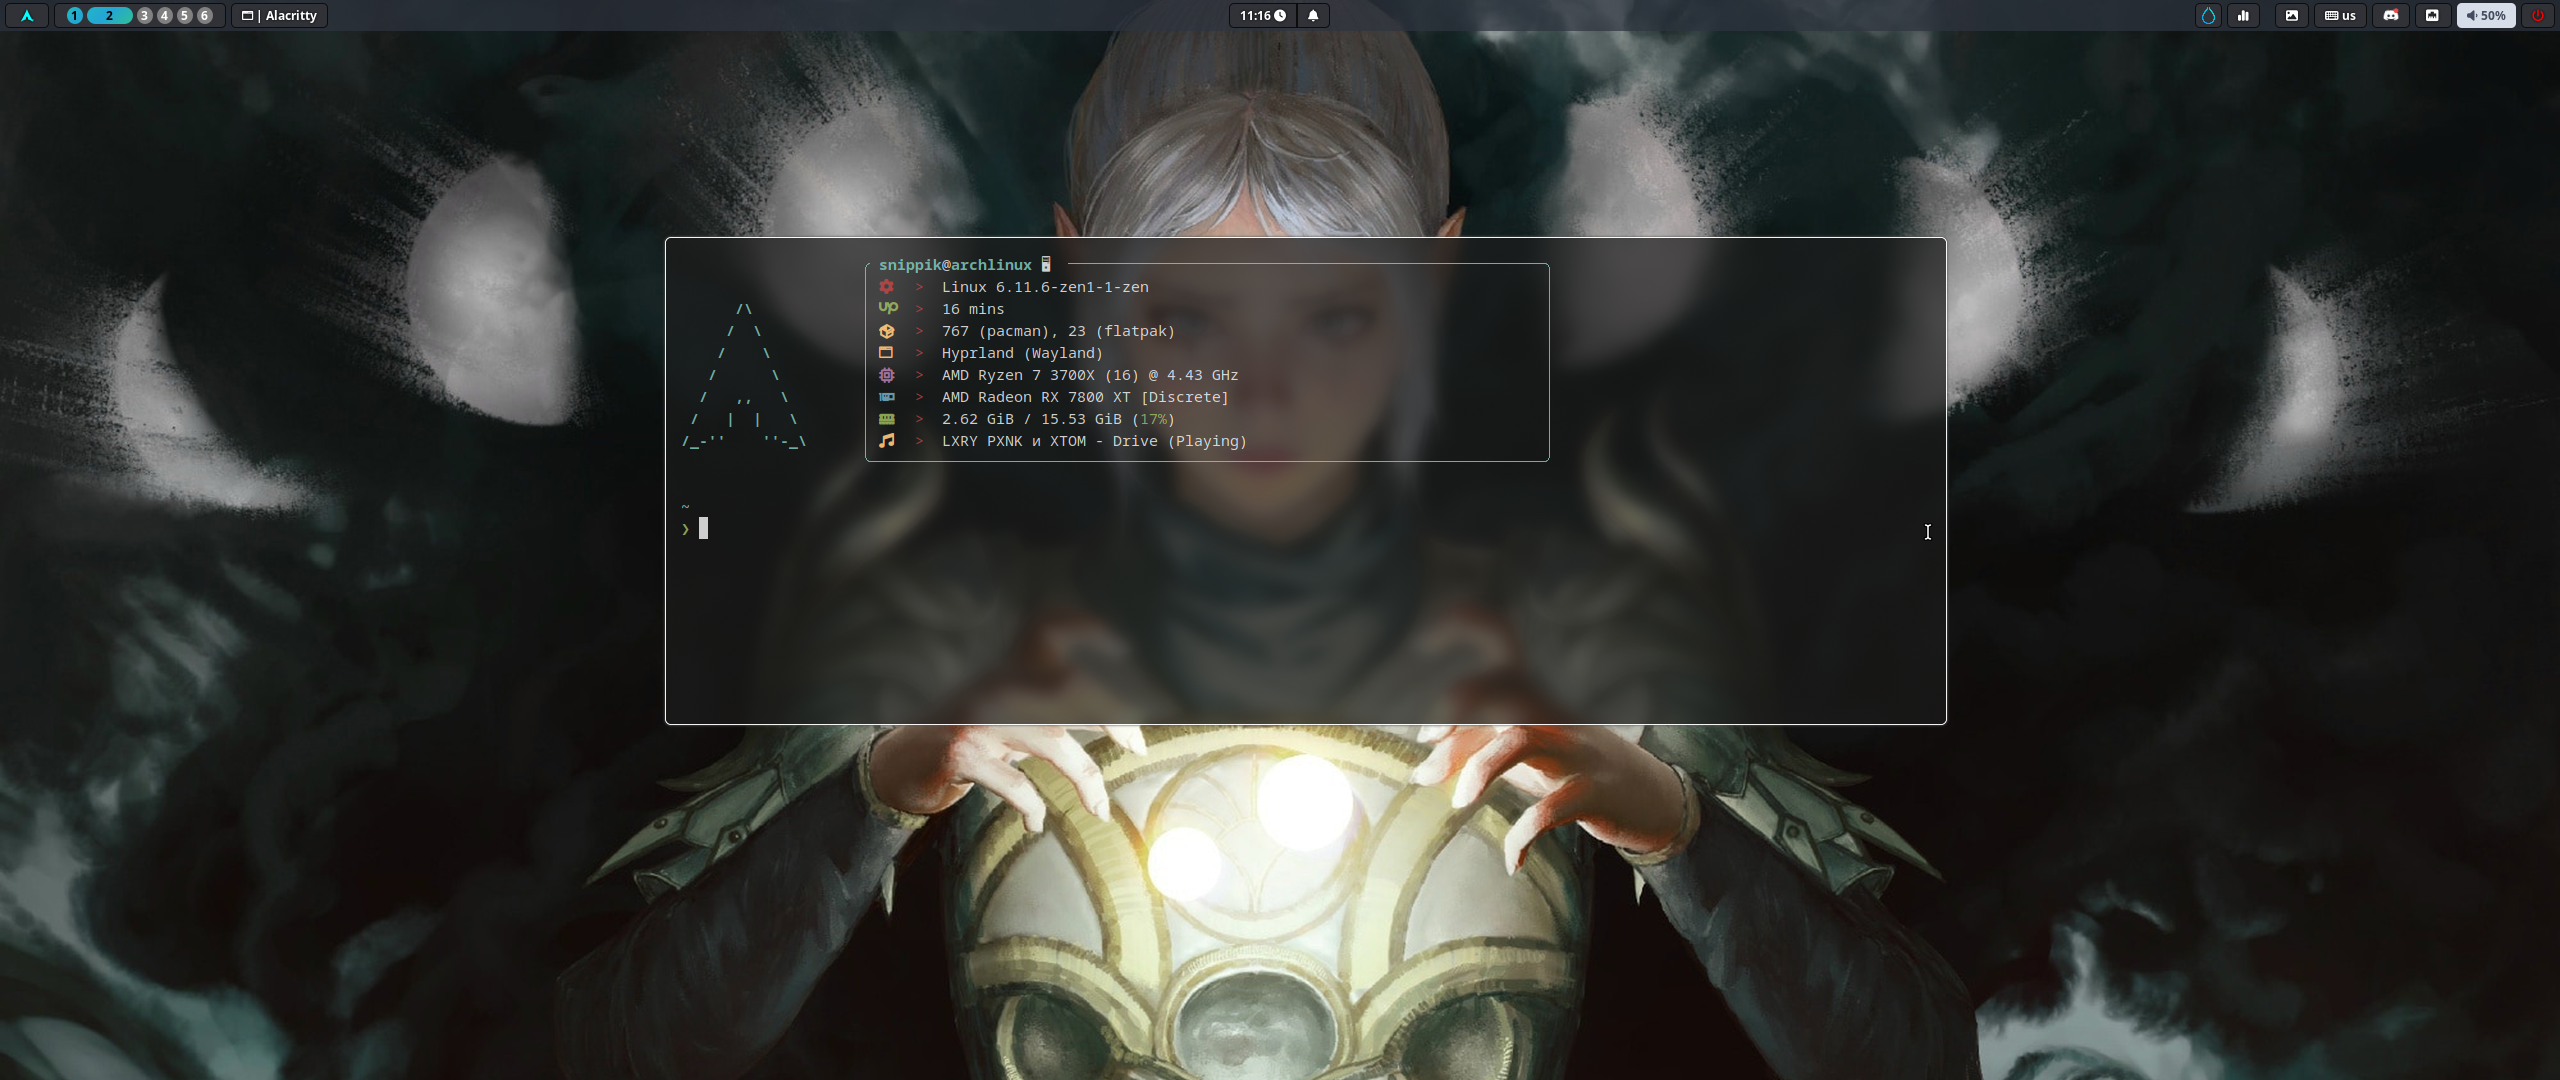 1 2 3 4 5 6
| Alacritty
11:16
us
50%
snippik@archlinux
> Linux 6.11.6-zen1-1-zen
up > 16 mins
> 767 (pacman), 23 (flatpak)
> Hyprland (Wayland)
> AMD Ryzen 7 3700X (16) @ 4.43 GHz
> AMD Radeon RX 7800 XT [Discrete]
> 2.62 GiB / 15.53 GiB (17%)
> LXRY PXNK и XTOM - Drive (Playing)
~
❯